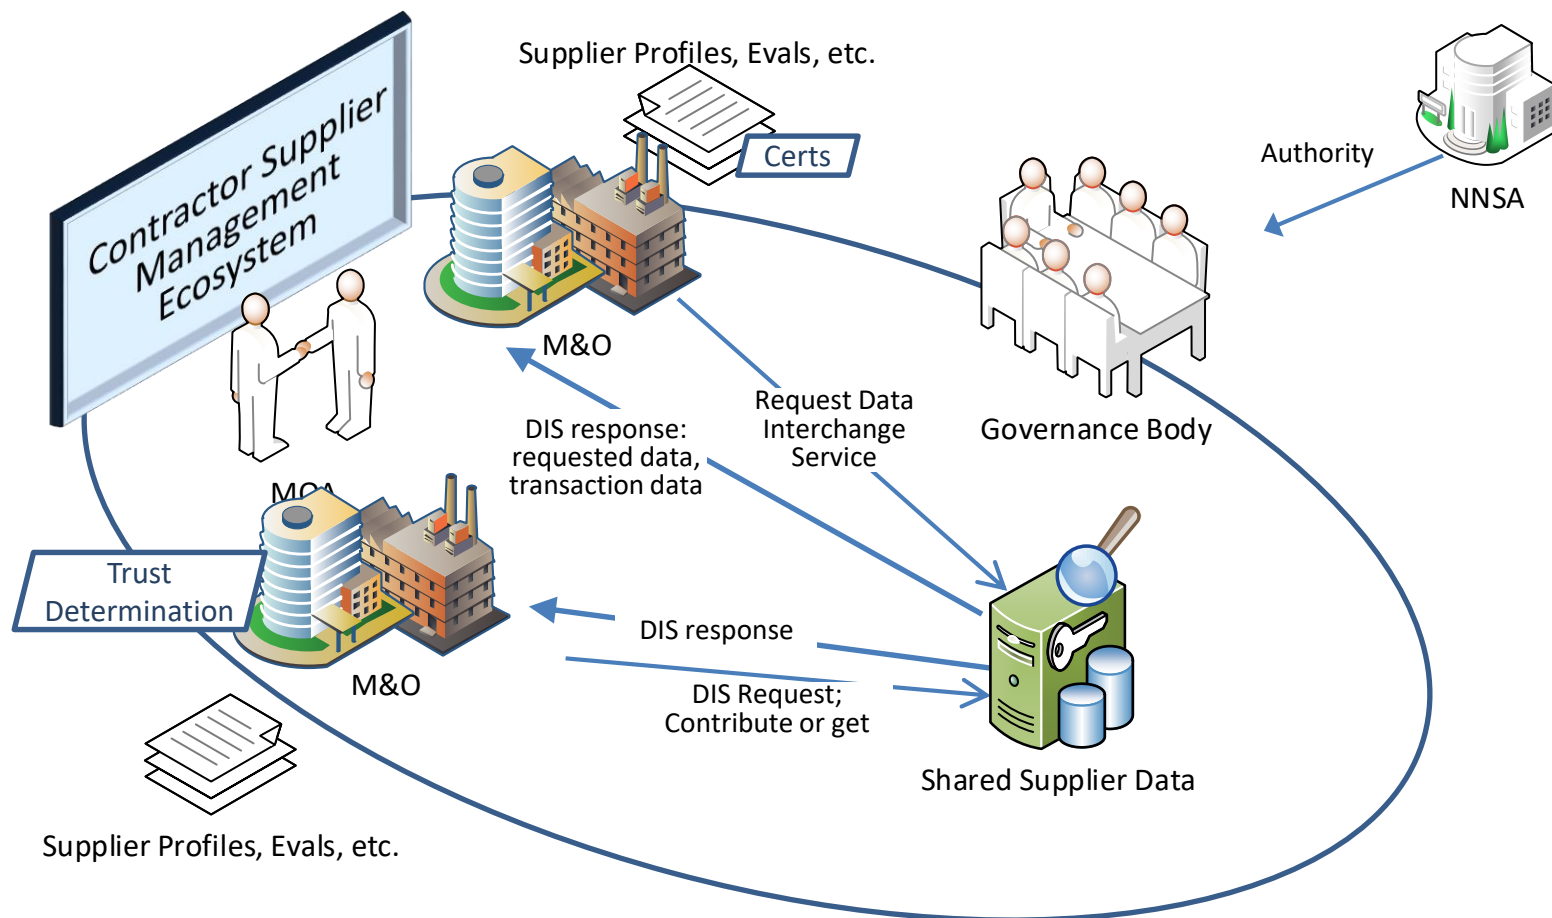 Supplier Profiles, Evals, etc.
Contractor Supplier
Management
Ecosystem
Certs
Authority
NNSA
M&O
Governance Body
Request Data
Interchange
Service
DIS response:
requested data,
transaction data
Trust
Determination
M&O
DIS response
DIS Request;
Contribute or get
Shared Supplier Data
Supplier Profiles, Evals, etc.